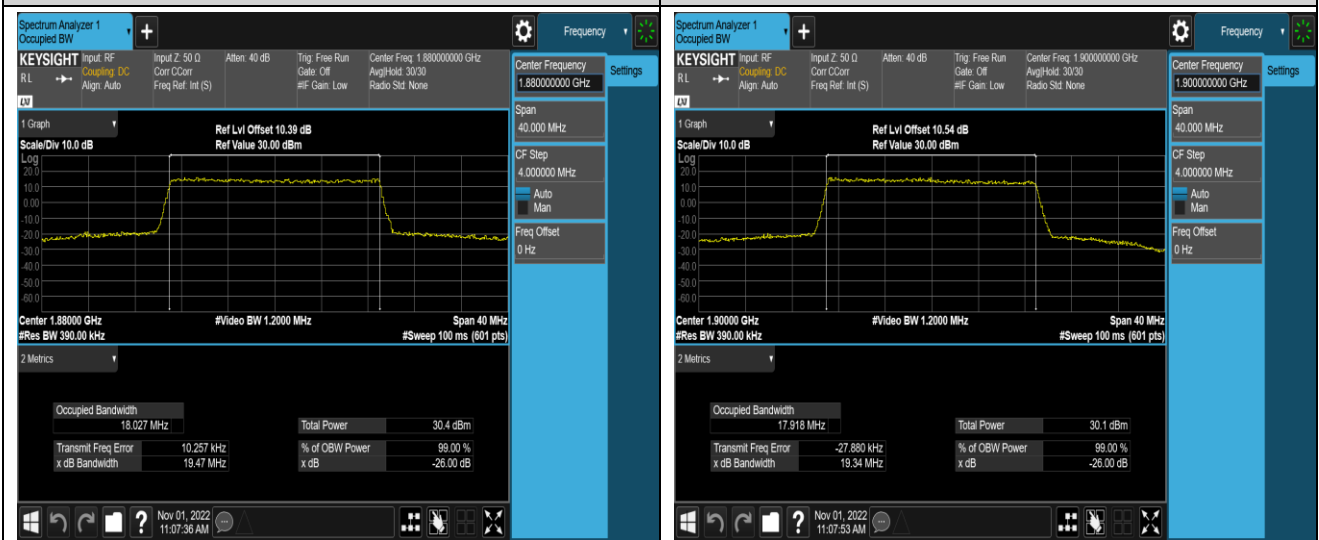 Spectrum Analyzer 1
Occupied BW
Frequency
KEYSIGHT Input: RF Input Z: 50 Ω Atten: 40 dB Trig: Free Run Center Freq: 1.880000000 GHz
R L Coupling: DC Corr CCorr Gate: Off Avg|Hold: 30/30
Align: Auto Freq Ref: Int (S) #IF Gain: Low Radio Std: None
LXI
Center Frequency
1.880000000 GHz
Settings
Span
40.000 MHz
CF Step
4.000000 MHz
Auto
Man
Freq Offset
0 Hz
1 Graph
Ref Lvl Offset 10.39 dB
Scale/Div 10.0 dB Ref Value 30.00 dBm
Log
20.0
10.0
0.00
-10.0
-20.0
-30.0
-40.0
-50.0
-60.0
Center 1.88000 GHz #Video BW 1.2000 MHz Span 40 MHz
#Res BW 390.00 kHz #Sweep 100 ms (601 pts)
2 Metrics
Occupied Bandwidth
18.027 MHz Total Power 30.4 dBm
Transmit Freq Error 10.257 kHz % of OBW Power 99.00 %
x dB Bandwidth 19.47 MHz x dB -26.00 dB
? Nov 01, 2022
11:07:36 AM
Spectrum Analyzer 1
Occupied BW
Frequency
KEYSIGHT Input: RF Input Z: 50 Ω Atten: 40 dB Trig: Free Run Center Freq: 1.900000000 GHz
R L Coupling: DC Corr CCorr Gate: Off Avg|Hold: 30/30
Align: Auto Freq Ref: Int (S) #IF Gain: Low Radio Std: None
LXI
Center Frequency
1.900000000 GHz
Settings
Span
40.000 MHz
CF Step
4.000000 MHz
Auto
Man
Freq Offset
0 Hz
1 Graph
Ref Lvl Offset 10.54 dB
Scale/Div 10.0 dB Ref Value 30.00 dBm
Log
20.0
10.0
0.00
-10.0
-20.0
-30.0
-40.0
-50.0
-60.0
Center 1.90000 GHz #Video BW 1.2000 MHz Span 40 MHz
#Res BW 390.00 kHz #Sweep 100 ms (601 pts)
2 Metrics
Occupied Bandwidth
17.918 MHz Total Power 30.1 dBm
Transmit Freq Error -27.880 kHz % of OBW Power 99.00 %
x dB Bandwidth 19.34 MHz x dB -26.00 dB
? Nov 01, 2022
11:07:53 AM